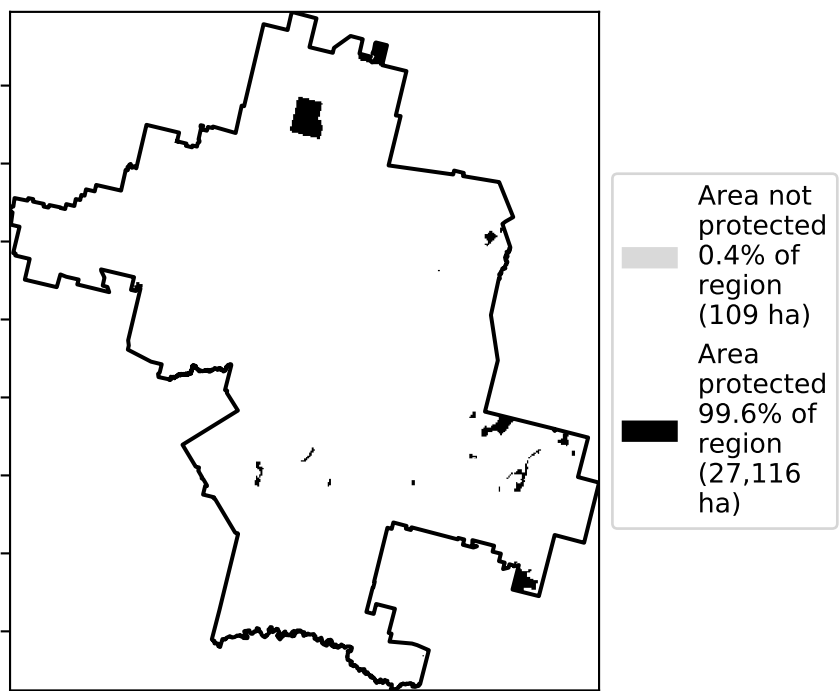 Area not
protected
0.4% of
region
(109 ha)
Area
protected
99.6% of
region
(27,116
ha)